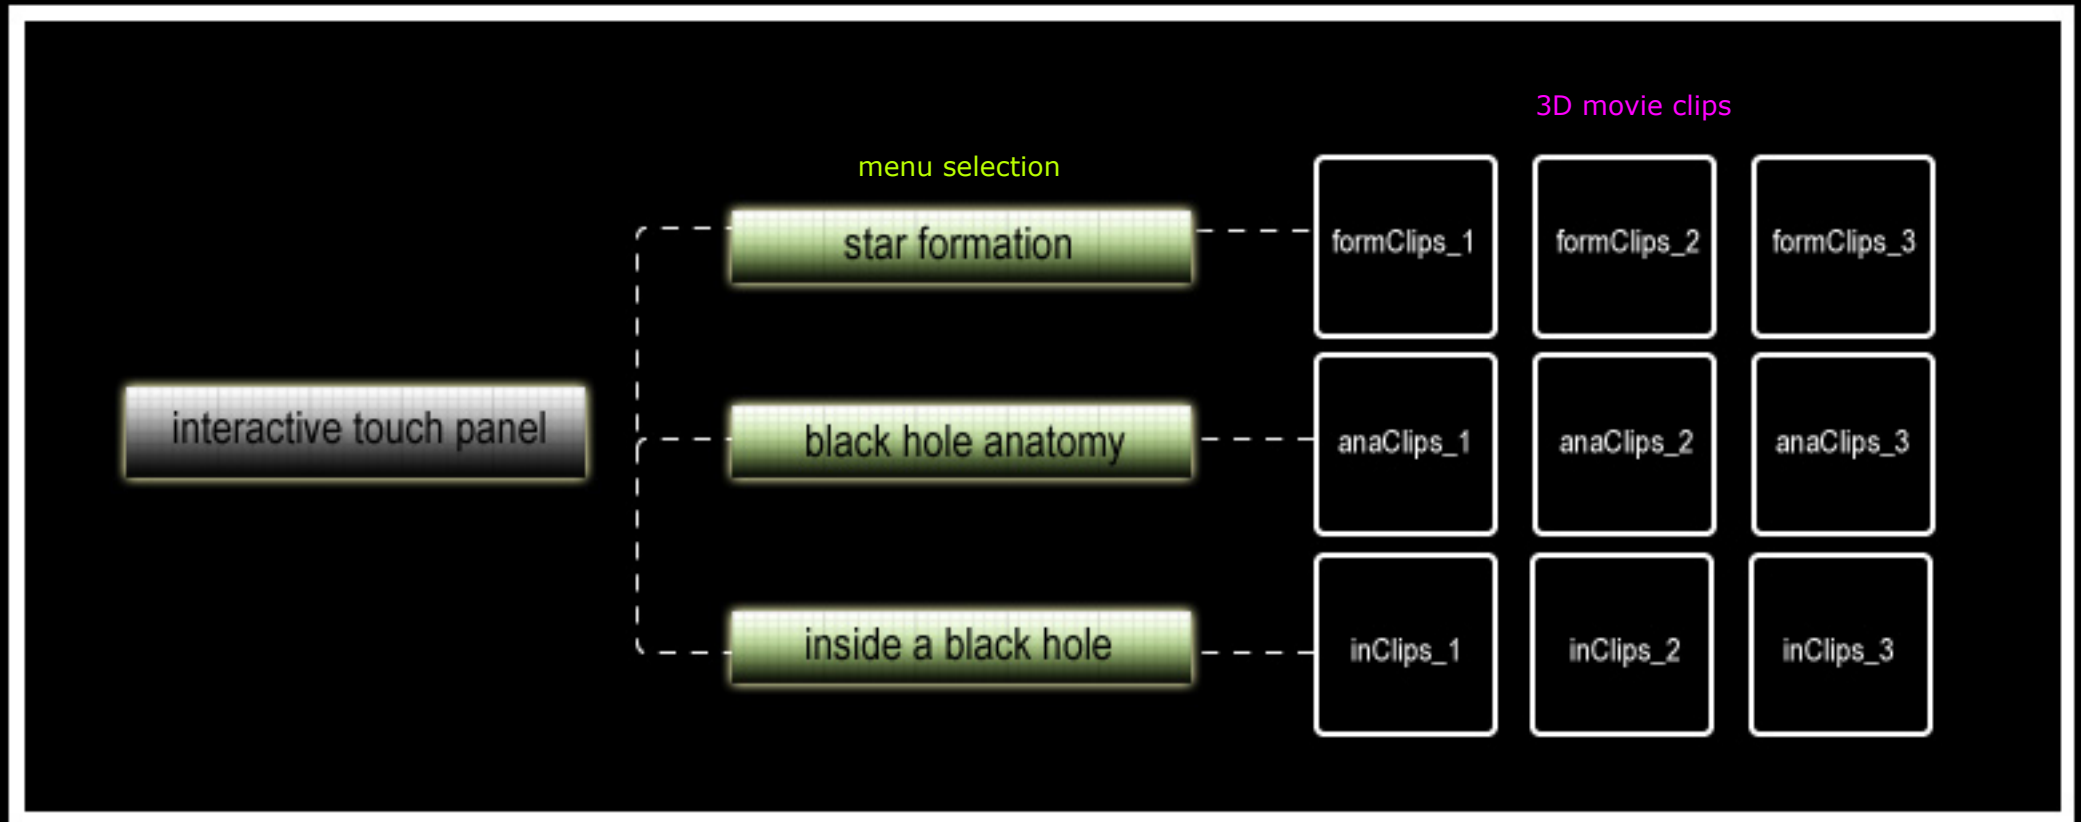 3D movie clips
menu selection
star formation
formClips_1
formClips_2
formClips_3
interactive touch panel
black hole anatomy
anaClips_1
anaClips_2
anaClips_3
inside a black hole
inClips_1
inClips_2
inClips_3